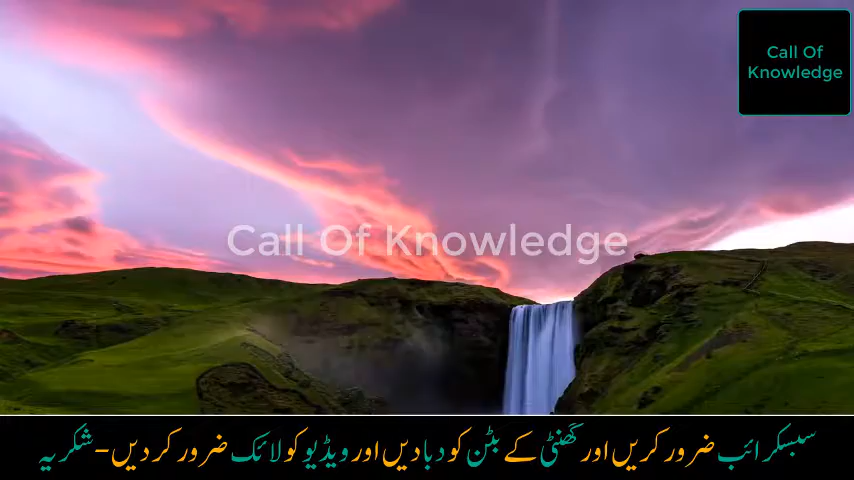 Call Of
Knowledge
Call Of Knowledge
سبسکرائب ضرور کریں اور گھنٹی کے بٹن کو دبا دیں اور ویڈیو کو لائک ضرور کر دیں-شکریہ